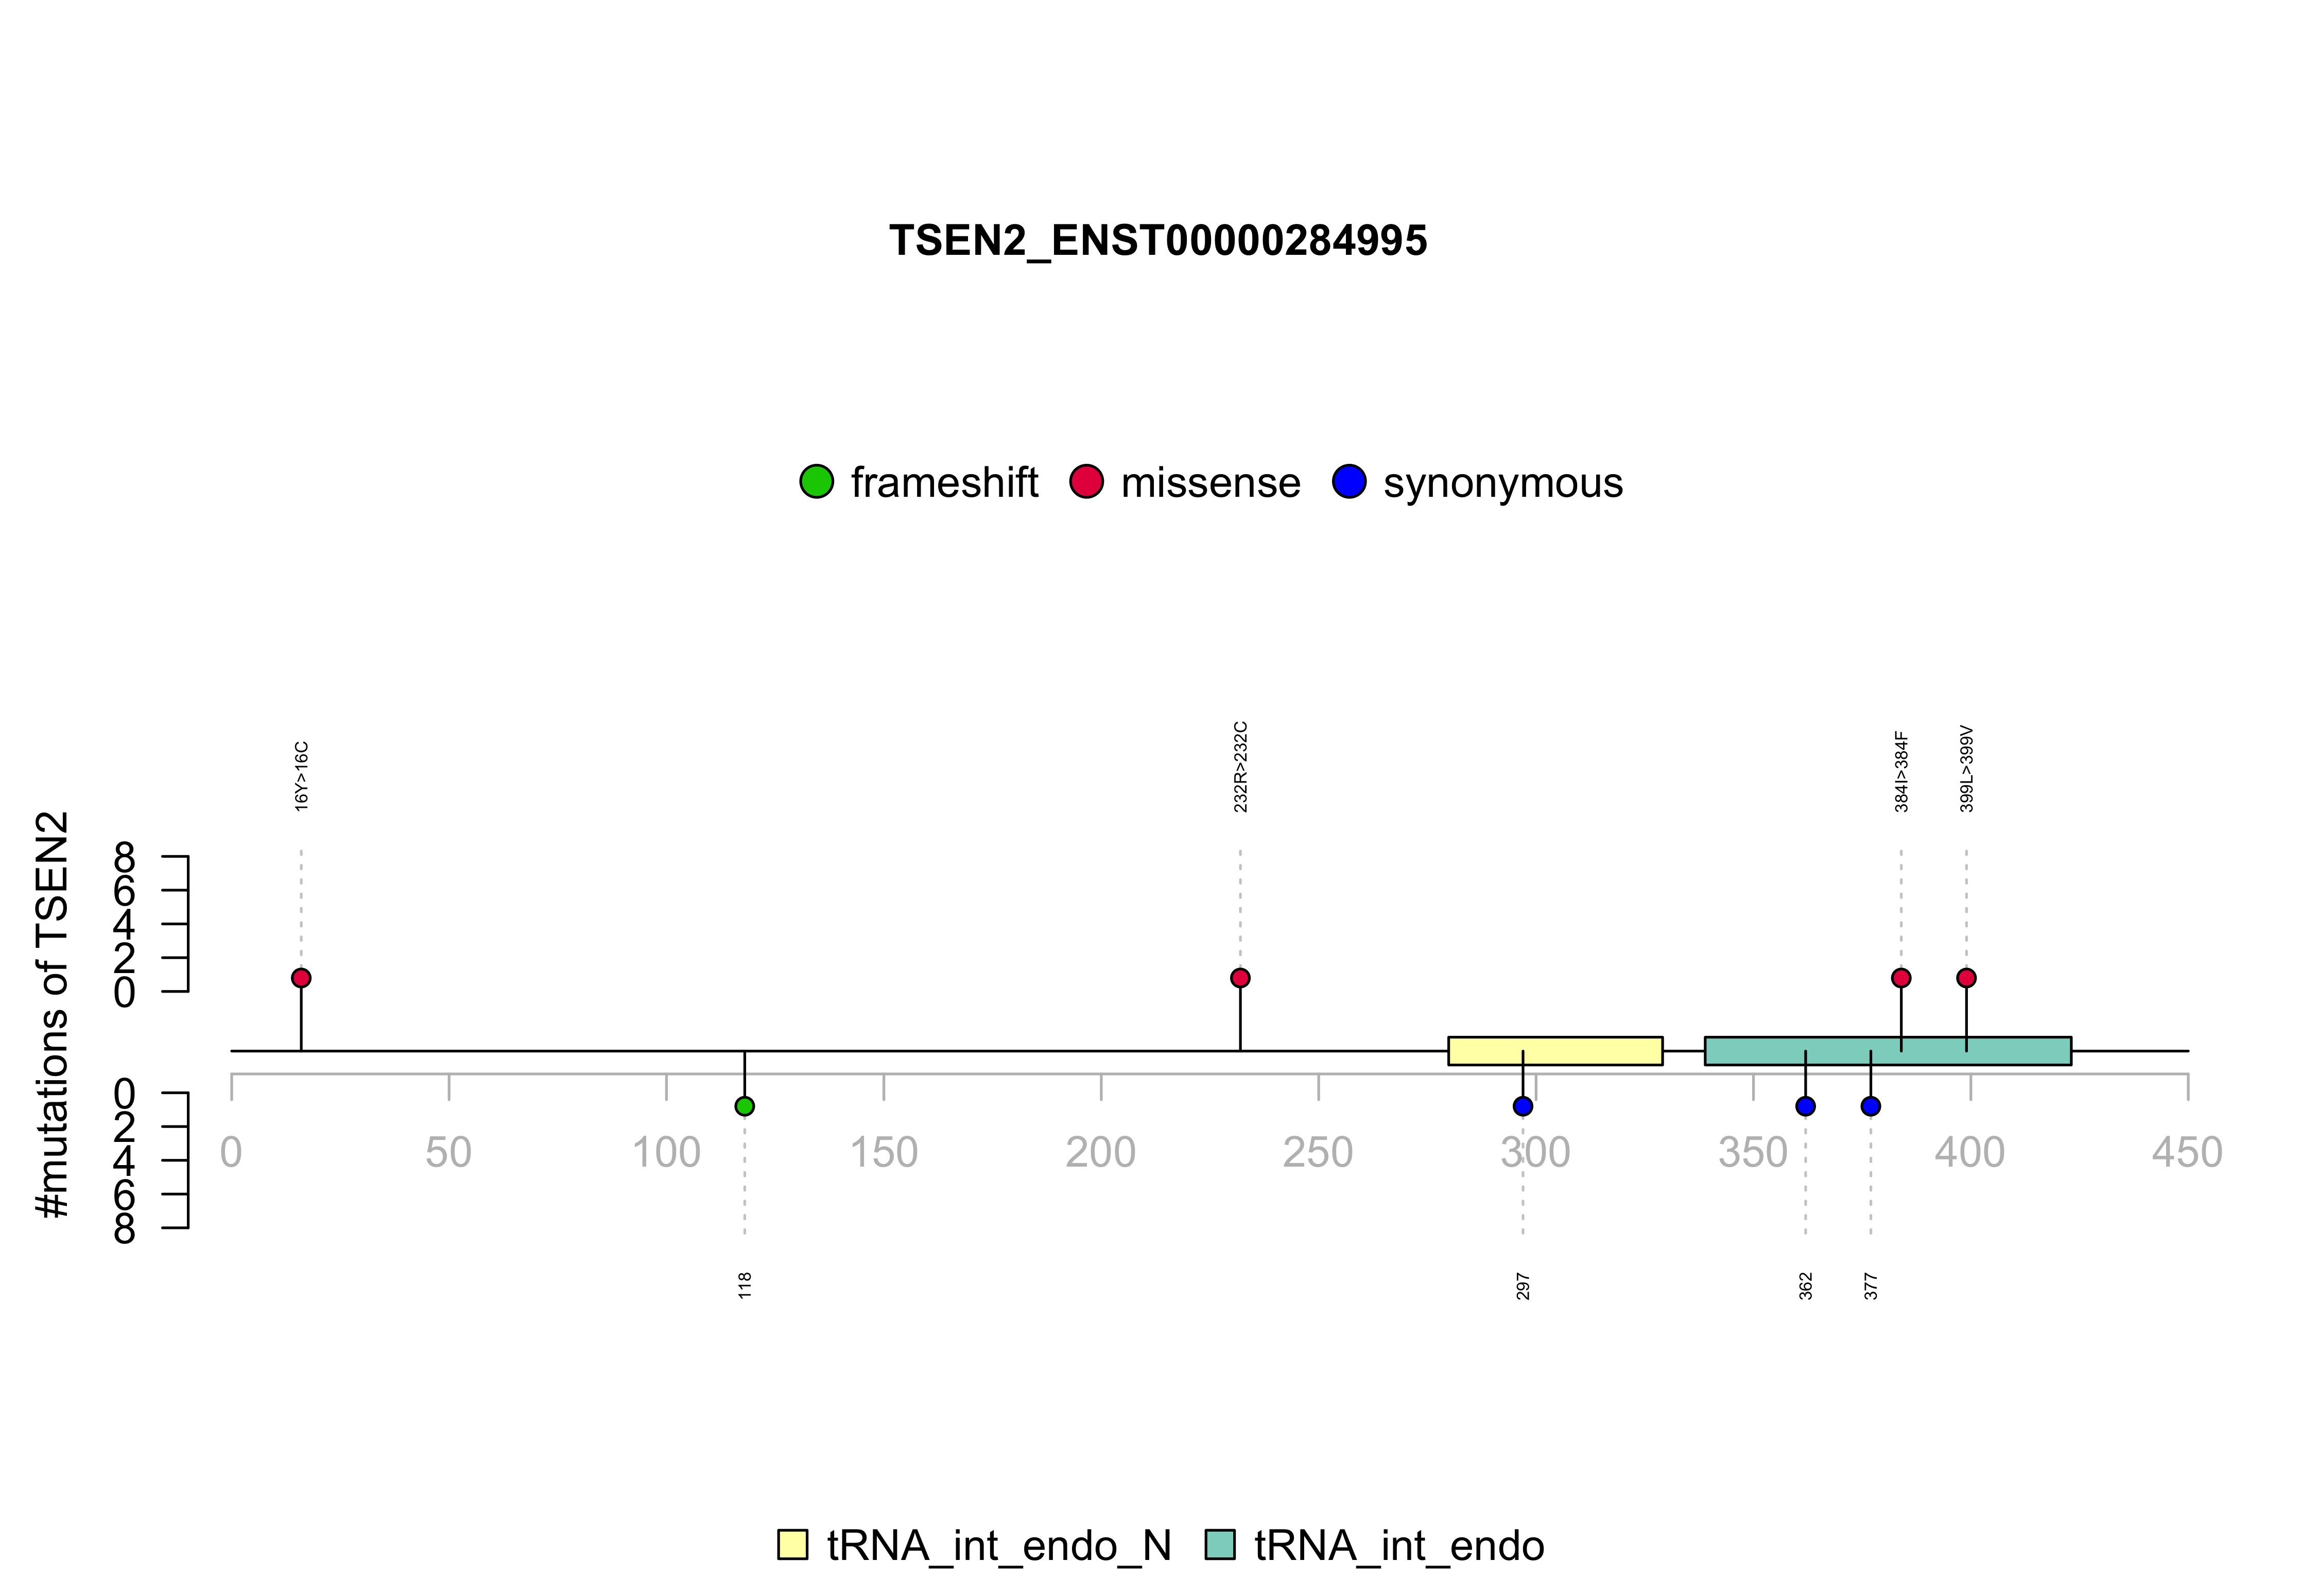 TSEN2_ENST00000284995
frameshift missense synonymous
16Y>16C
232R>232C
384I>384F
399L>399V
#mutations of TSEN2
8
6
4
2
0
0
2
4
6
8
0 50 100 150 200 250 300 350 400 450
118
297
362
377
tRNA_int_endo_N tRNA_int_endo